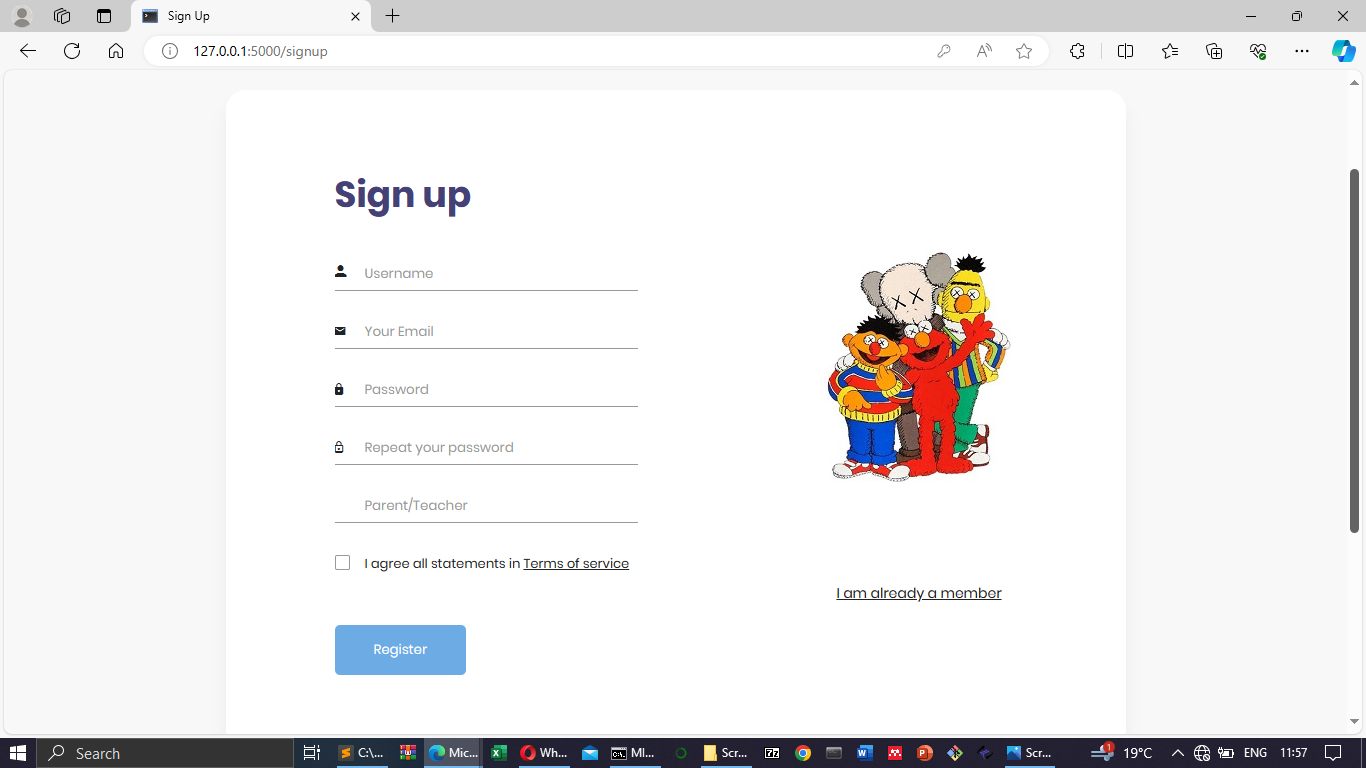 Sign Up
127.0.0.1:5000/signup
Sign up
Username
Your Email
Password
Repeat your password
Parent/Teacher
I agree all statements in Terms of service
I am already a member
Register
Search
C:\...
Mic...
Wh...
MI...
Scr...
Scr...
1
19°C
ENG
11:57